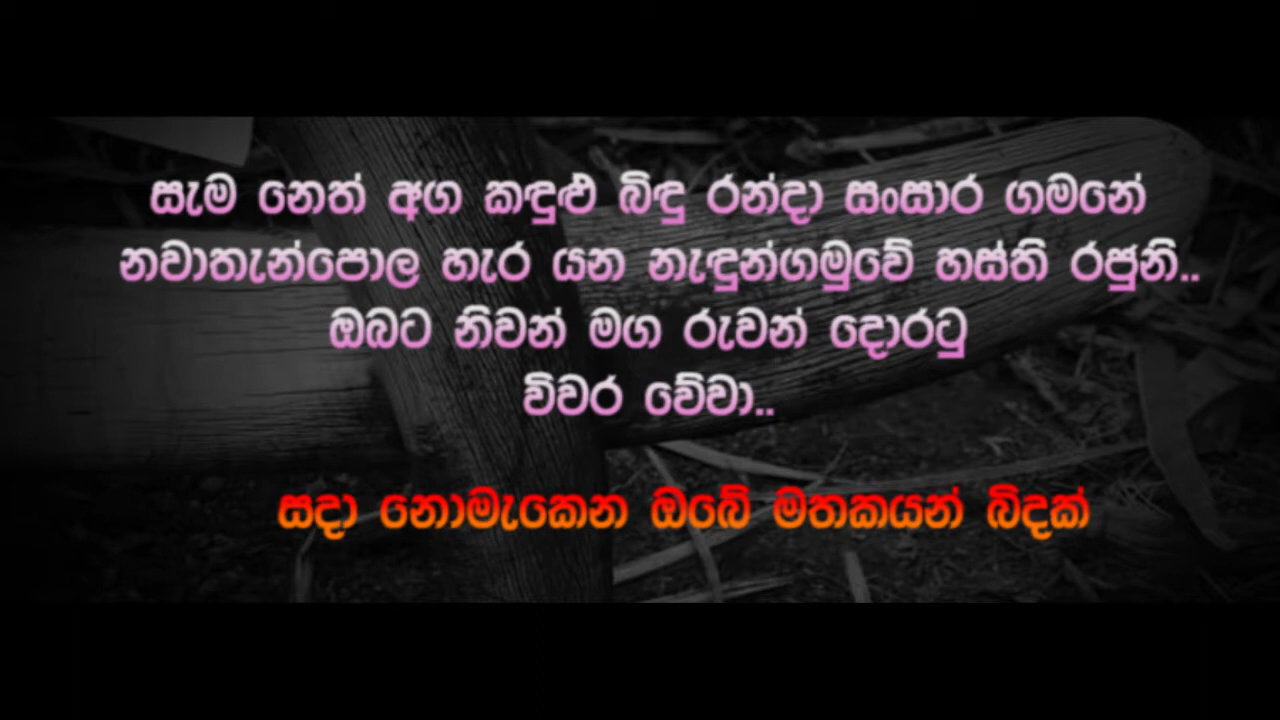 සැම නෙත් අග කඳුළු බිඳු රන්දා සංසාර ගමනේ
නවාතැන්පොල හැර යන නැඳුන්ගමුවේ හස්ති රජුනි..
ඔබට නිවන් මග රුවන් දොරටු
විවර වේවා..
සදා නොමැකෙන ඔබේ මතකයන් බිදක්